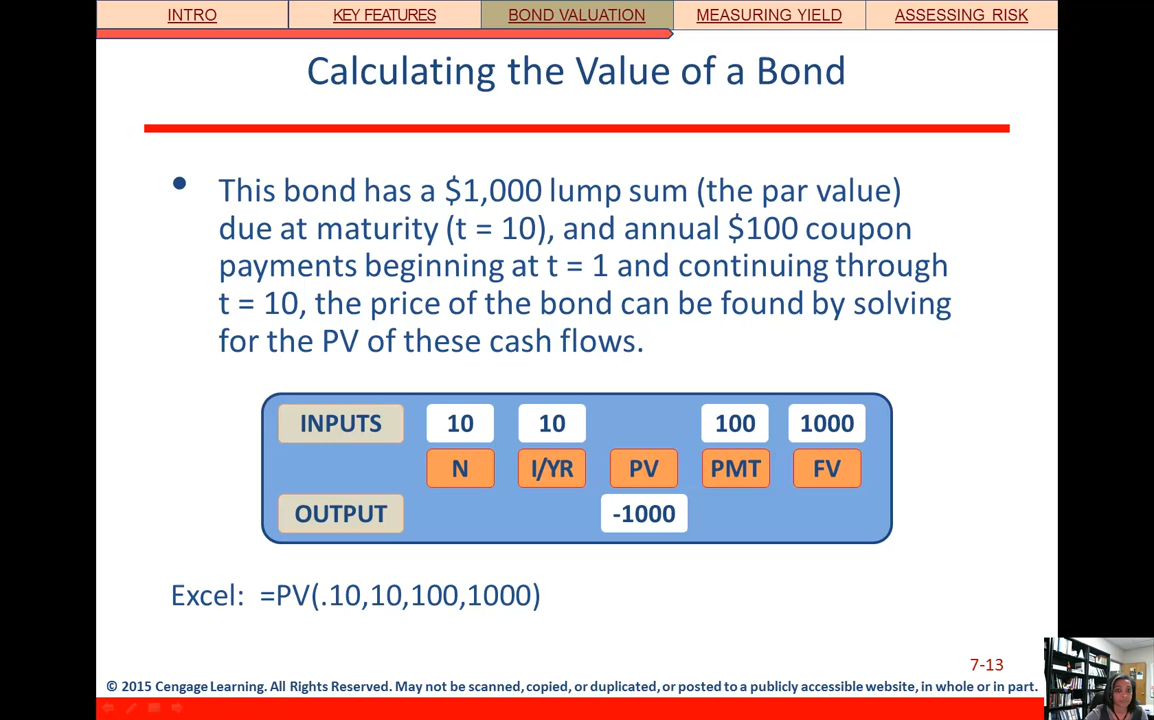 INTRO
KEY FEATURES
BOND VALUATION
MEASURING YIELD
ASSESSING RISK
Calculating the Value of a Bond
• This bond has a $1,000 lump sum (the par value)
due at maturity (t = 10), and annual $100 coupon
payments beginning at t = 1 and continuing through
t = 10, the price of the bond can be found by solving
for the PV of these cash flows.
INPUTS 10 10 100 1000
N I/YR PV PMT FV
OUTPUT -1000
Excel: =PV(.10,10,100,1000)
7-13
© 2015 Cengage Learning. All Rights Reserved. May not be scanned, copied, or duplicated, or posted to a publicly accessible website, in whole or in part.